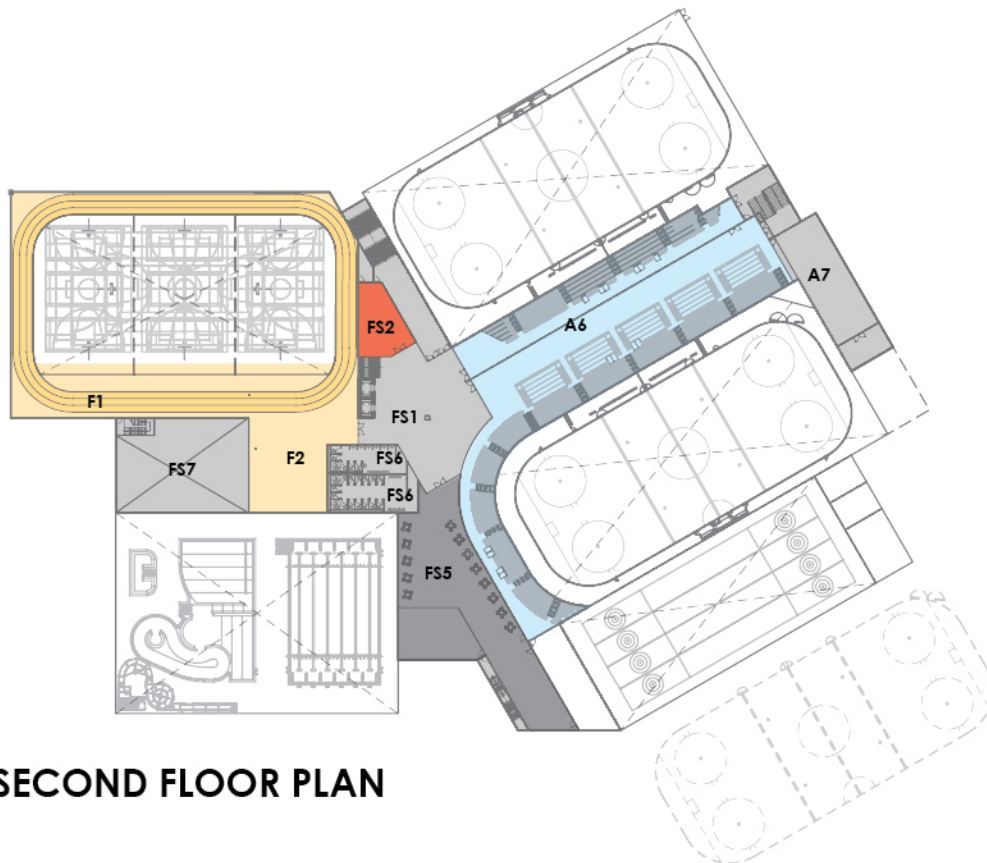 A7
FS2
A6
F1
FS1
F2
FS6
FS7
FS6
FS5
SECOND FLOOR PLAN